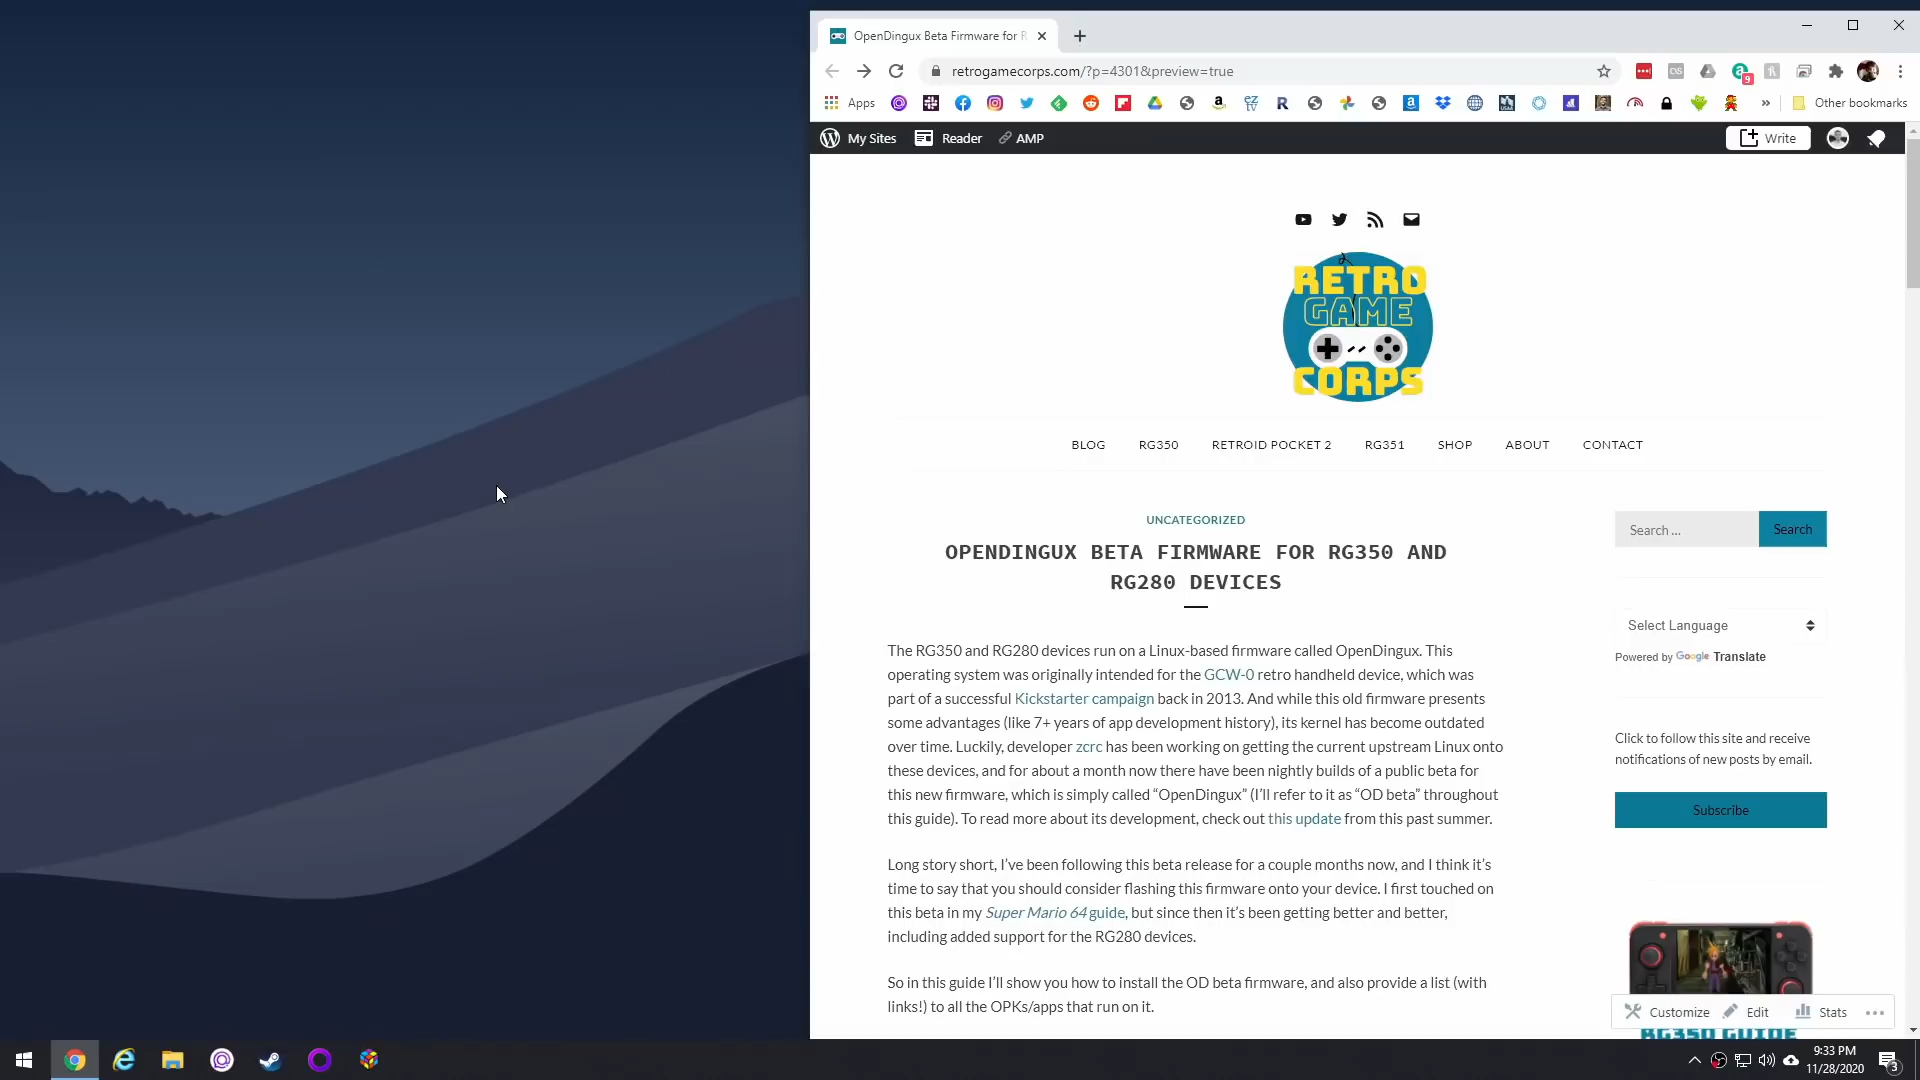 OpenDingux Beta Firmware for R
retrogamecorps.com/?p=4301&preview=true
Apps
Other bookmarks
My Sites
Reader
AMP
Write
RETRO
GAME
CORPS
BLOG
RG350
RETROID POCKET 2
RG351
SHOP
ABOUT
CONTACT
UNCATEGORIZED
OPENDINGUX BETA FIRMWARE FOR RG350 AND
RG280 DEVICES
The RG350 and RG280 devices run on a Linux-based firmware called OpenDingux. This
operating system was originally intended for the GCW-0 retro handheld device, which was
part of a successful Kickstarter campaign back in 2013. And while this old firmware presents
some advantages (like 7+ years of app development history), its kernel has become outdated
over time. Luckily, developer zcrc has been working on getting the current upstream Linux onto
these devices, and for about a month now there have been nightly builds of a public beta for
this new firmware, which is simply called “OpenDingux” (I’ll refer to it as “OD beta” throughout
this guide). To read more about its development, check out this update from this past summer.
Long story short, I’ve been following this beta release for a couple months now, and I think it’s
time to say that you should consider flashing this firmware onto your device. I first touched on
this beta in my Super Mario 64 guide, but since then it’s been getting better and better,
including added support for the RG280 devices.
So in this guide I’ll show you how to install the OD beta firmware, and also provide a list (with
links!) to all the OPKs/apps that run on it.
Search ...
Search
Select Language
Powered by Google Translate
Click to follow this site and receive
notifications of new posts by email.
Subscribe
Customize
Edit
Stats
RG350 GUIDE
9:33 PM
11/28/2020
3